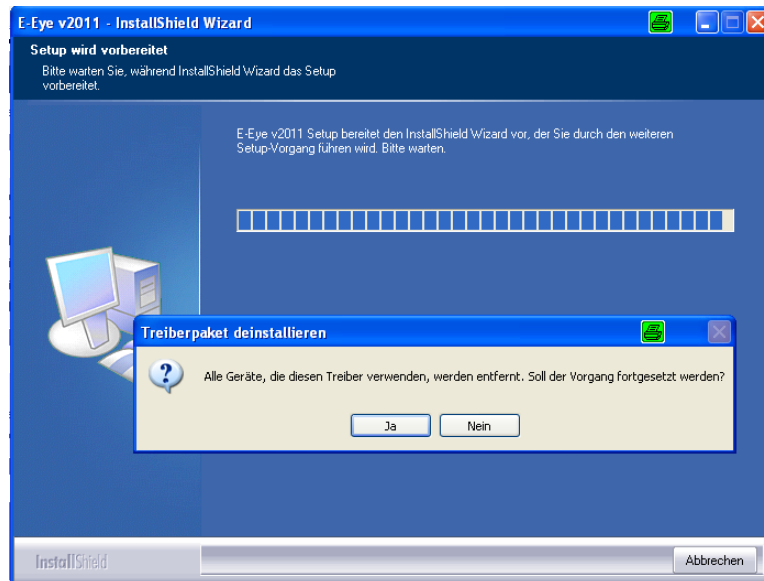 E-Eye v2011 - InstallShield Wizard
Setup wird vorbereitet
Bitte warten Sie, während InstallShield Wizard das Setup
vorbereitet.
E-Eye v2011 Setup bereitet den InstallShield Wizard vor, der Sie durch den weiteren
Setup-Vorgang führen wird. Bitte warten.
Treiberpaket deinstallieren
Alle Geräte, die diesen Treiber verwenden, werden entfernt. Soll der Vorgang fortgesetzt werden?
Ja
Nein
InstallShield
Abbrechen